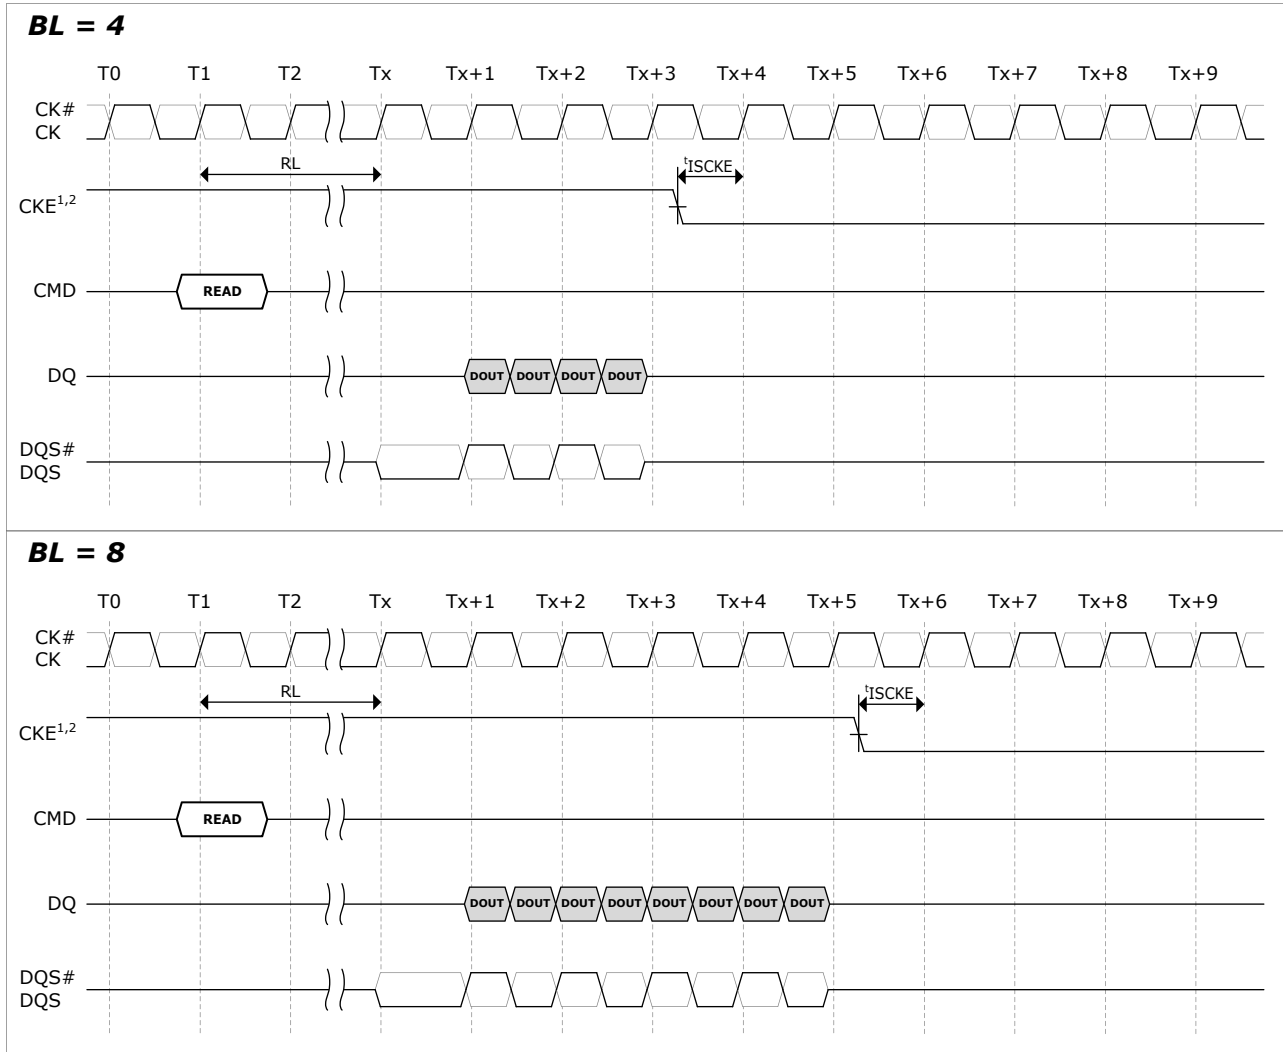 BL = 4
T0 T1 T2 Tx Tx+1 Tx+2 Tx+3 Tx+4 Tx+5 Tx+6 Tx+7 Tx+8 Tx+9
CK#
CK
RL
tISCKE
CKE1,2
CMD READ
DQ DOUT DOUT DOUT DOUT
DQS#
DQS
BL = 8
T0 T1 T2 Tx Tx+1 Tx+2 Tx+3 Tx+4 Tx+5 Tx+6 Tx+7 Tx+8 Tx+9
CK#
CK
RL
tISCKE
CKE1,2
CMD READ
DQ DOUT DOUT DOUT DOUT DOUT DOUT DOUT DOUT
DQS#
DQS